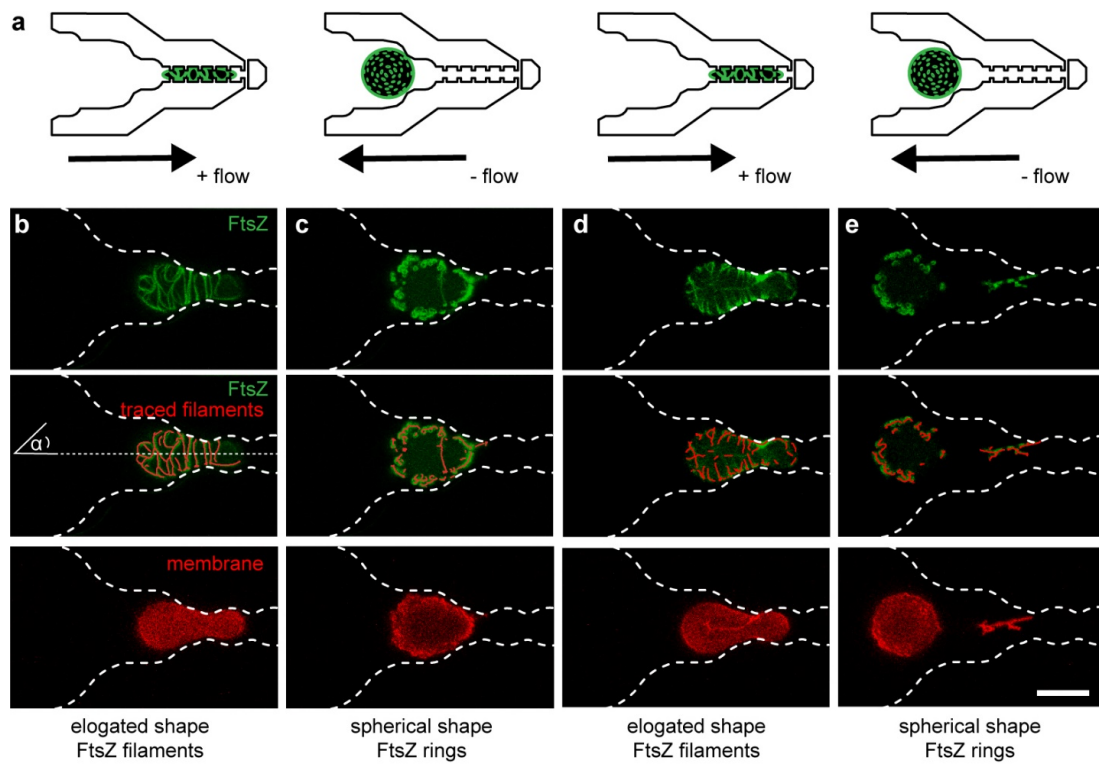 a
+ flow
- flow
+ flow
- flow
b
FtsZ
c
d
e
FtsZ
traced filaments
α
membrane
elogated shape
FtsZ filaments
spherical shape
FtsZ rings
elogated shape
FtsZ filaments
spherical shape
FtsZ rings